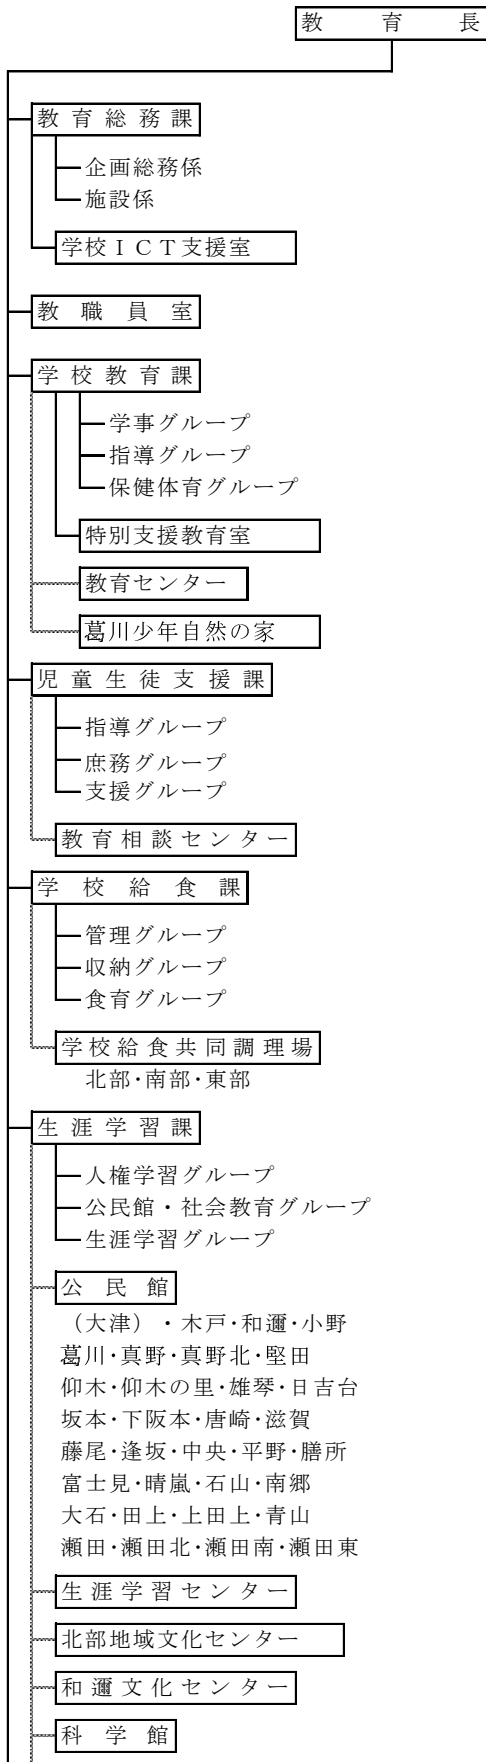 教育長
教育総務課
企画総務係
施設係
学校ＩＣＴ支援室
教職員室
学校教育課
学事グループ
指導グループ
保健体育グループ
特別支援教育室
教育センター
葛川少年自然の家
児童生徒支援課
指導グループ
庶務グループ
支援グループ
教育相談センター
学校給食課
管理グループ
収納グループ
食育グループ
学校給食共同調理場
北部・南部・東部
生涯学習課
人権学習グループ
公民館・社会教育グループ
生涯学習グループ
公民館
（大津）・木戸・和邇・小野
葛川・真野・真野北・堅田
仰木・仰木の里・雄琴・日吉台
坂本・下阪本・唐崎・滋賀
藤尾・逢坂・中央・平野・膳所
富士見・晴嵐・石山・南郷
大石・田上・上田上・青山
瀬田・瀬田北・瀬田南・瀬田東
生涯学習センター
北部地域文化センター
和邇文化センター
科学館